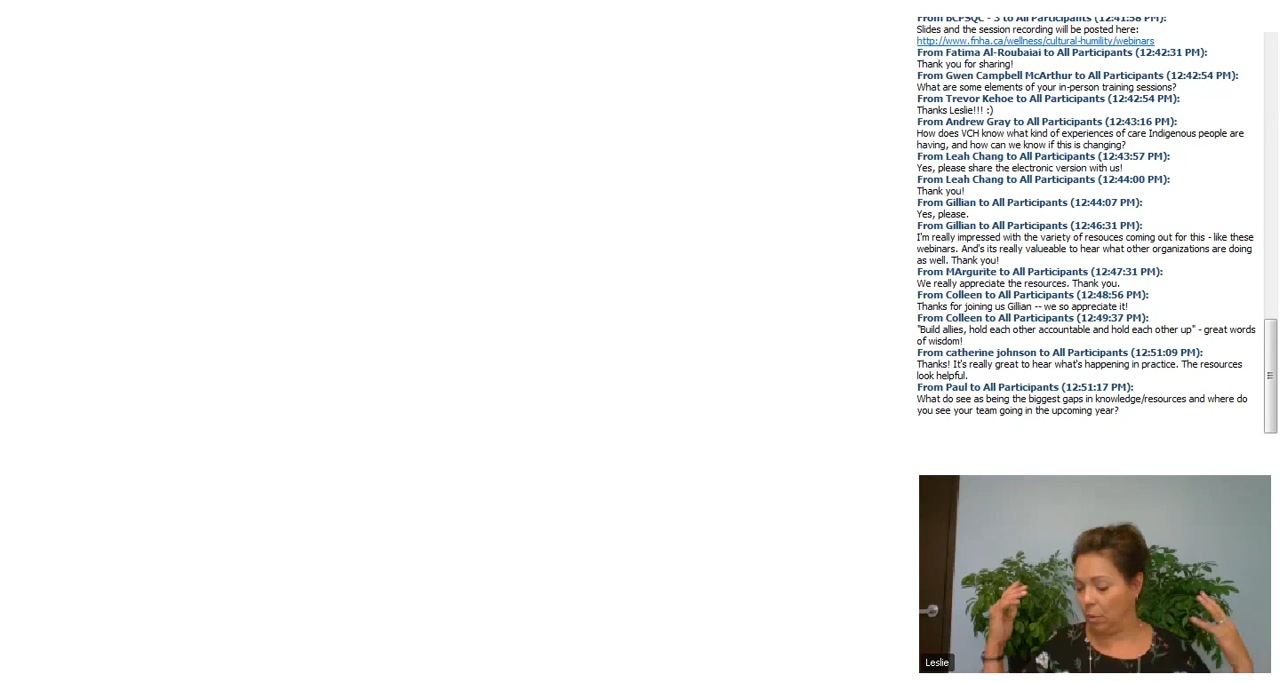 From BCPSQC - 3 to All Participants (12:41:58 PM):
Slides and the session recording will be posted here:
http://www.fnha.ca/wellness/cultural-humility/webinars
From Fatima Al-Roubaiai to All Participants (12:42:31 PM):
Thank you for sharing!
From Gwen Campbell McArthur to All Participants (12:42:54 PM):
What are some elements of your in-person training sessions?
From Trevor Kehoe to All Participants (12:42:54 PM):
Thanks Leslie!!! :)
From Andrew Gray to All Participants (12:43:16 PM):
How does VCH know what kind of experiences of care Indigenous people are
having, and how can we know if this is changing?
From Leah Chang to All Participants (12:43:57 PM):
Yes, please share the electronic version with us!
From Leah Chang to All Participants (12:44:00 PM):
Thank you!
From Gillian to All Participants (12:44:07 PM):
Yes, please.
From Gillian to All Participants (12:46:31 PM):
I'm really impressed with the variety of resouces coming out for this - like these
webinars. And's its really valueable to hear what other organizations are doing
as well. Thank you!
From MArgurite to All Participants (12:47:31 PM):
We really appreciate the resources. Thank you.
From Colleen to All Participants (12:48:56 PM):
Thanks for joining us Gillian -- we so appreciate it!
From Colleen to All Participants (12:49:37 PM):
"Build allies, hold each other accountable and hold each other up" - great words
of wisdom!
From catherine johnson to All Participants (12:51:09 PM):
Thanks! It's really great to hear what's happening in practice. The resources
look helpful.
From Paul to All Participants (12:51:17 PM):
What do see as being the biggest gaps in knowledge/resources and where do
you see your team going in the upcoming year?
Leslie